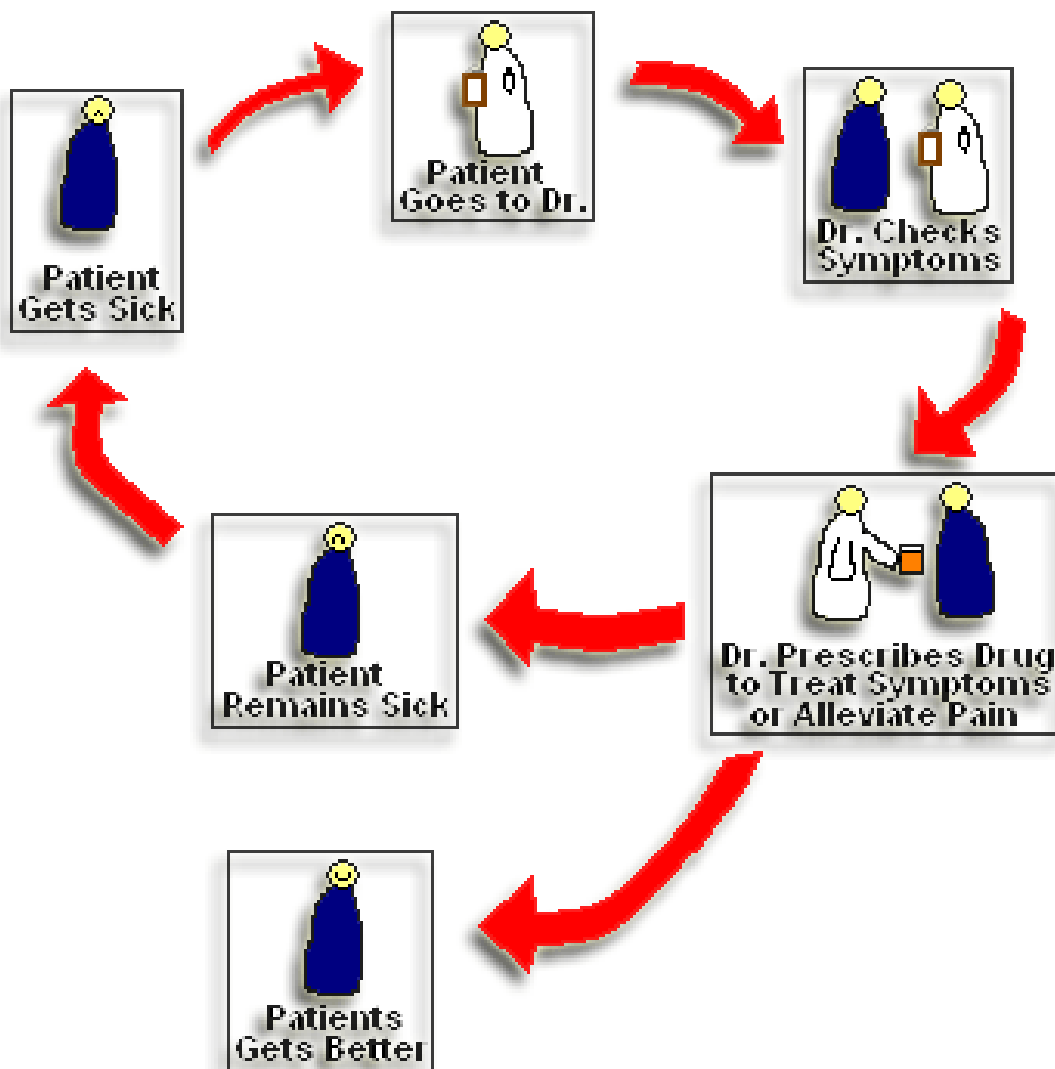 Patient
Gets Sick
Patient
Goes to Dr.
Dr. Checks
Symptoms
Dr. Prescribes Drug
to Treat Symptoms
or Alleviate Pain
Patient
Remains Sick
Patients
Gets Better